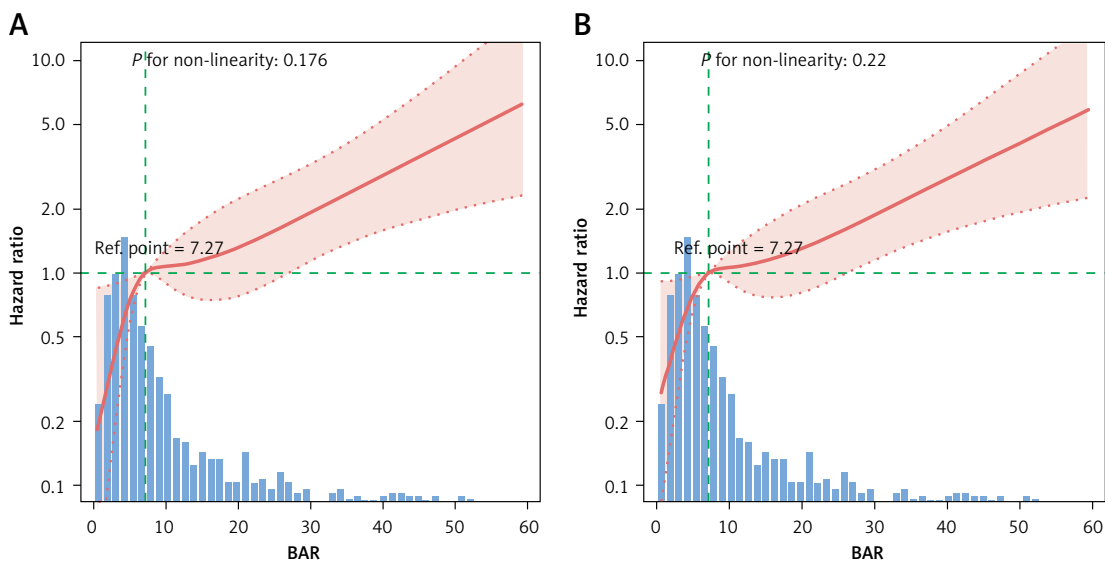 A
P for non-linearity: 0.176
10.0
5.0
2.0
Ref. point = 7.27
1.0
0.5
0.2
0.1
Hazard ratio
0 10 20 30 40 50 60
BAR
B
P for non-linearity: 0.22
10.0
5.0
2.0
Ref. point = 7.27
1.0
0.5
0.2
0.1
Hazard ratio
0 10 20 30 40 50 60
BAR